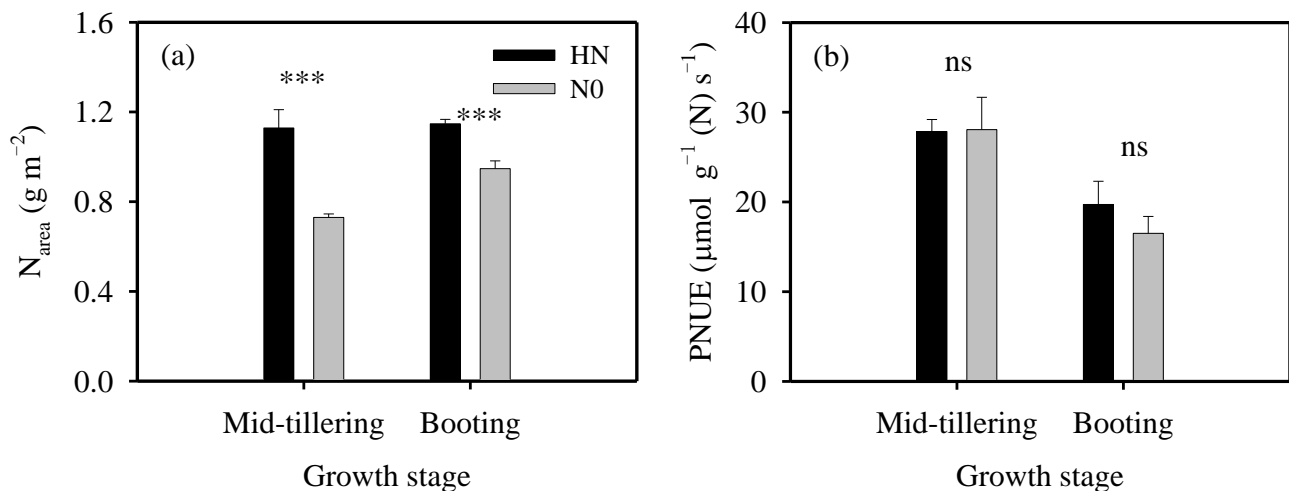 (a)
HN
N0
***
***
1.6
1.2
0.8
0.4
0.0
N_area (g m⁻²)
Mid-tillering Booting
Growth stage
(b)
ns
ns
40
30
20
10
0
PNUE (μmol g⁻¹ (N) s⁻¹)
Mid-tillering Booting
Growth stage